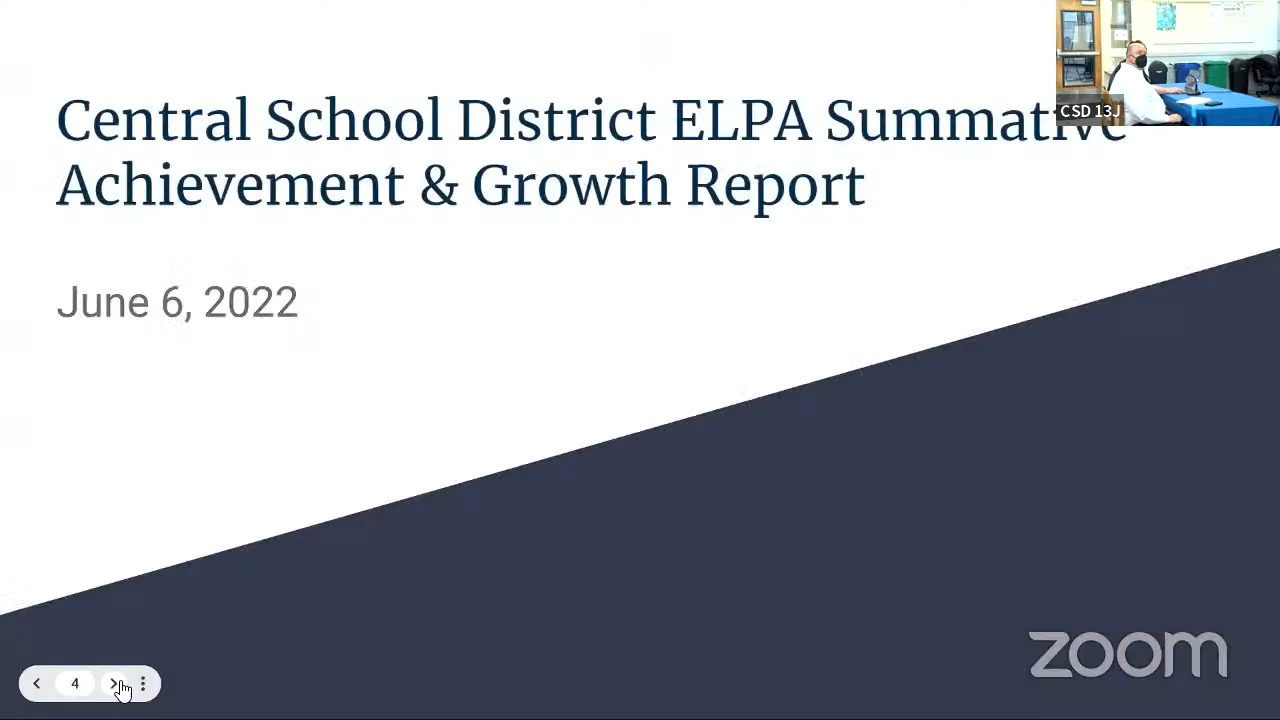 Central School District ELPA Summative
Achievement & Growth Report
June 6, 2022
CSD 13J
zoom
4